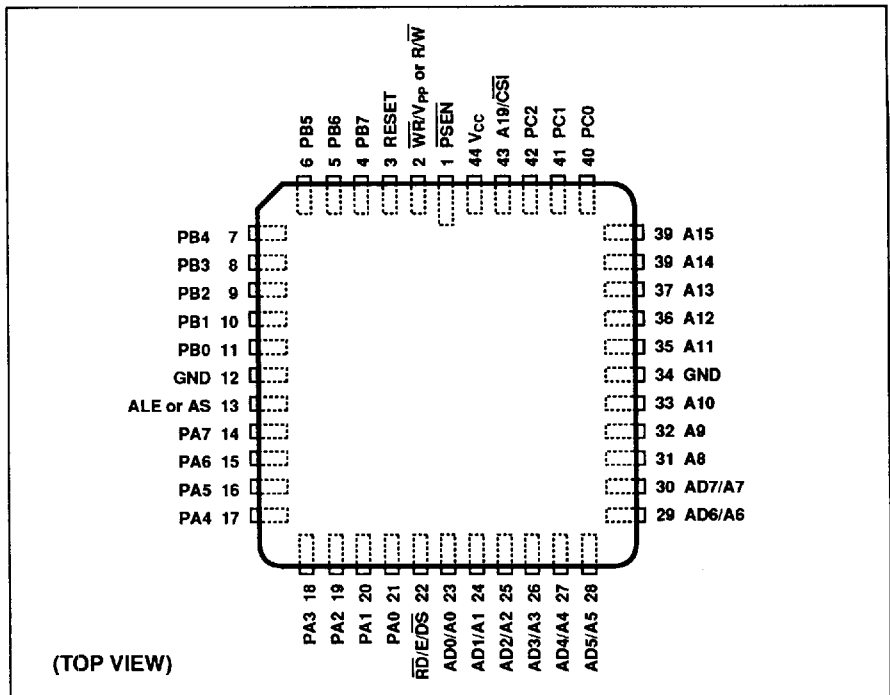 6 PB5
5 PB6
4 PB7
3 RESET
2 W̅R̅/VPP or R/W̅
1 P̅S̅E̅N̅
44 VCC
43 A19/C̅S̅I̅
42 PC2
41 PC1
40 PC0
PB4 7
PB3 8
PB2 9
PB1 10
PB0 11
GND 12
ALE or AS 13
PA7 14
PA6 15
PA5 16
PA4 17
39 A15
39 A14
37 A13
36 A12
35 A11
34 GND
33 A10
32 A9
31 A8
30 AD7/A7
29 AD6/A6
PA3 18
PA2 19
PA1 20
PA0 21
R̅D̅/E/D̅S̅ 22
AD0/A0 23
AD1/A1 24
AD2/A2 25
AD3/A3 26
AD4/A4 27
AD5/A5 28
(TOP VIEW)